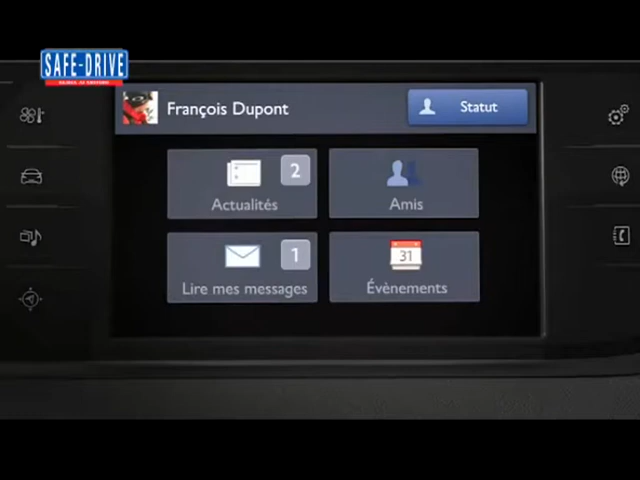 SAFE-DRIVE
François Dupont
Statut
2
Actualités
Amis
1
Lire mes messages
31
Évènements